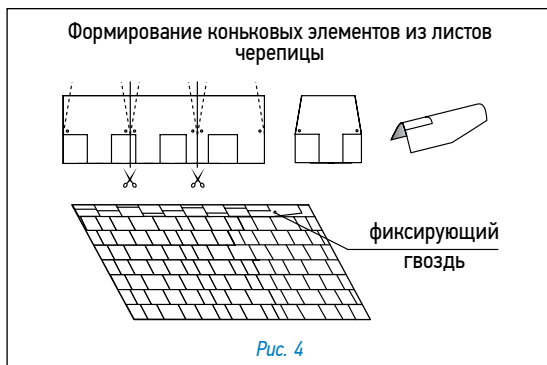 Формирование коньковых элементов из листов
черепицы
фиксирующий
гвоздь
Рис. 4